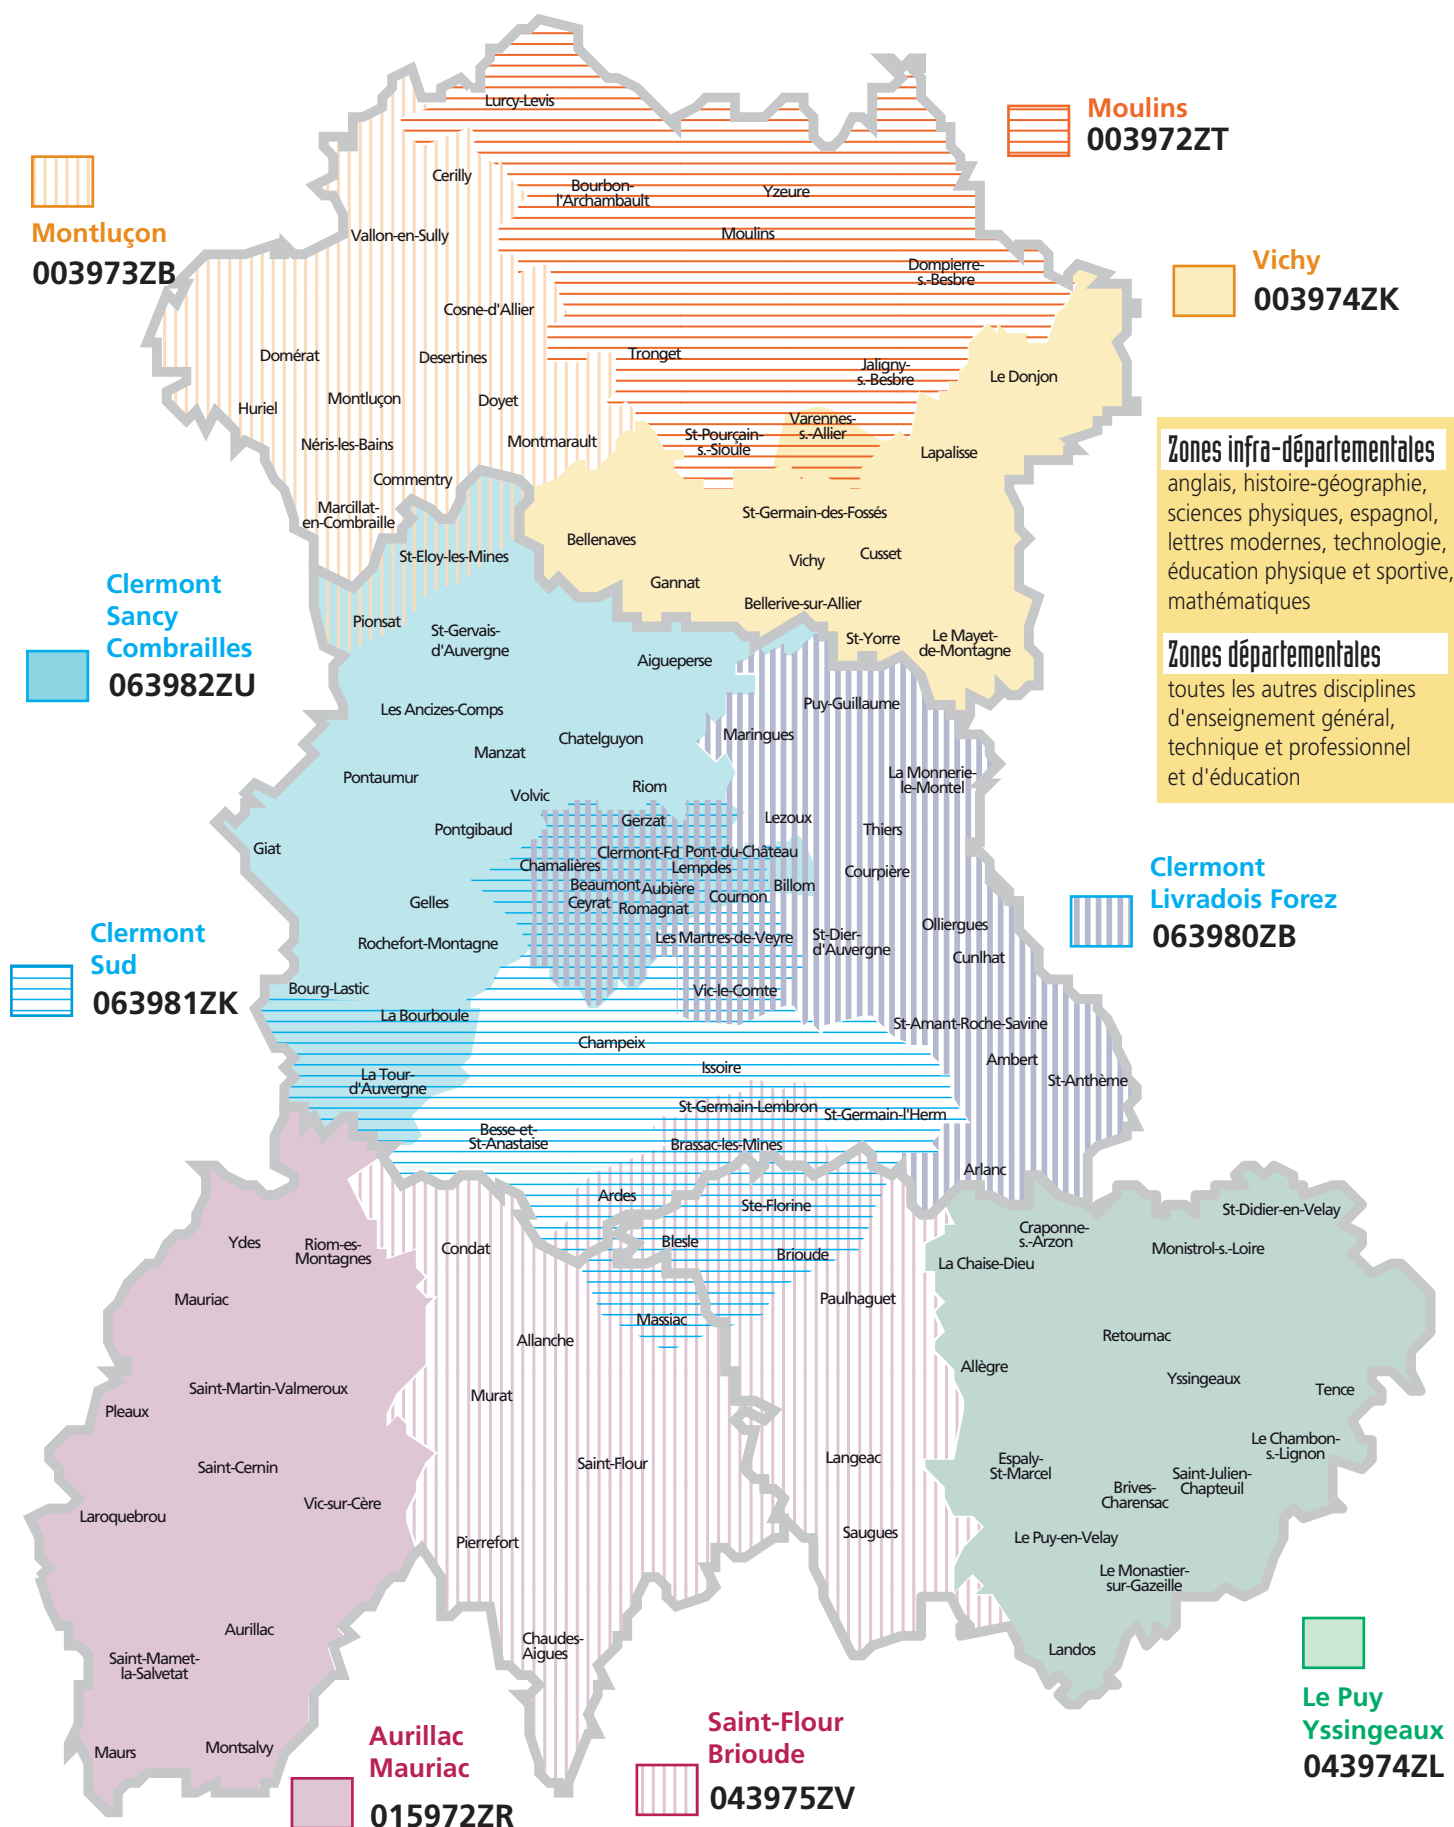 Lurcy-Levis
Moulins
003972ZT
Cerilly
Bourbon-
l'Archambault
Yzeure
Montluçon
003973ZB
Vallon-en-Sully
Moulins
Dompierre-
s.-Besbre
Vichy
003974ZK
Cosne-d'Allier
Domérat
Desertines
Tronget
Jaligny-
s.-Besbre
Le Donjon
Huriel
Montluçon
Doyet
Varennes-
s.-Allier
Néris-les-Bains
Montmarault
St-Pourçain-
s.-Sioule
Lapalisse
Commentry
Marcillat-
en-Combraille
St-Germain-des-Fossés
Zones infra-départementales
anglais, histoire-géographie,
sciences physiques, espagnol,
lettres modernes, technologie,
éducation physique et sportive,
mathématiques
Zones départementales
toutes les autres disciplines
d'enseignement général,
technique et professionnel
et d'éducation
St-Eloy-les-Mines
Bellenaves
Vichy
Cusset
Gannat
Bellerive-sur-Allier
Clermont
Sancy
Combrailles
063982ZU
Pionsat
St-Gervais-
d'Auvergne
St-Yorre
Le Mayet-
de-Montagne
Aigueperse
Les Ancizes-Comps
Puy-Guillaume
Manzat
Chatelguyon
Maringues
Pontaumur
Riom
La Monnerie-
le-Montel
Volvic
Pontgibaud
Gerzat
Lezoux
Thiers
Giat
Clermont-Fd
Pont-du-Château
Chamalières
Lempdes
Courpière
Beaumont
Aubière
Billom
Gelles
Ceyrat
Romagnat
Cournon
Clermont
Livradois Forez
063980ZB
Olliergues
Rochefort-Montagne
Les Martres-de-Veyre
St-Dier-
d'Auvergne
Cunlhat
Clermont
Sud
063981ZK
Bourg-Lastic
Vic-le-Comte
La Bourboule
St-Amant-Roche-Savine
Champeix
Ambert
Issoire
La Tour-
d'Auvergne
St-Anthème
St-Germain-Lembron
St-Germain-l'Herm
Besse-et-
St-Anastaise
Brassac-les-Mines
Arlanc
Ardes
Ste-Florine
St-Didier-en-Velay
Ydes
Riom-es-
Montagnes
Condat
Blesle
Brioude
Craponne-
s.-Arzon
Monistrol-s.-Loire
La Chaise-Dieu
Mauriac
Paulhaguet
Massiac
Allanche
Retournac
Allègre
Saint-Martin-Valmeroux
Murat
Yssingeaux
Tence
Pleaux
Saint-Cernin
Saint-Flour
Langeac
Espaly-
St-Marcel
Le Chambon-
s.-Lignon
Saint-Julien-
Chapteuil
Brives-
Charensac
Vic-sur-Cère
Laroquebrou
Pierrefort
Saugues
Le Puy-en-Velay
Le Monastier-
sur-Gazeille
Aurillac
Chaudes-
Aigues
Landos
Saint-Mamet-
la-Salvetat
Maurs
Montsalvy
Aurillac
Mauriac
015972ZR
Saint-Flour
Brioude
043975ZV
Le Puy
Yssingeaux
043974ZL